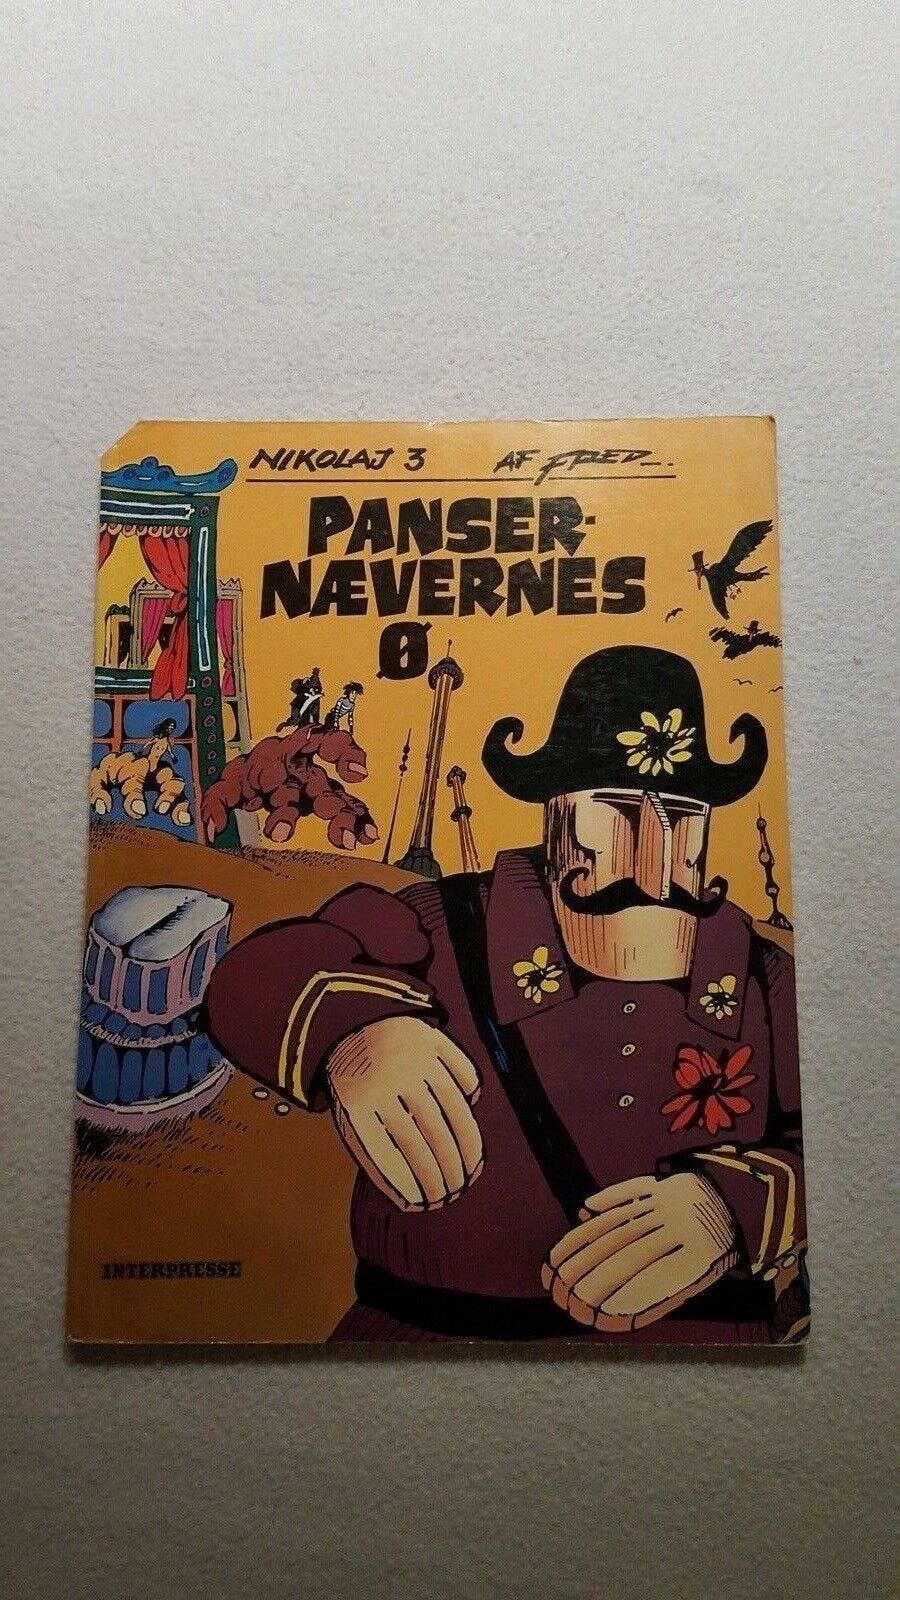 NIKOLAJ 3 AF FRED
PANSER-
NÆVERNES
Ø
INTERPRESSE